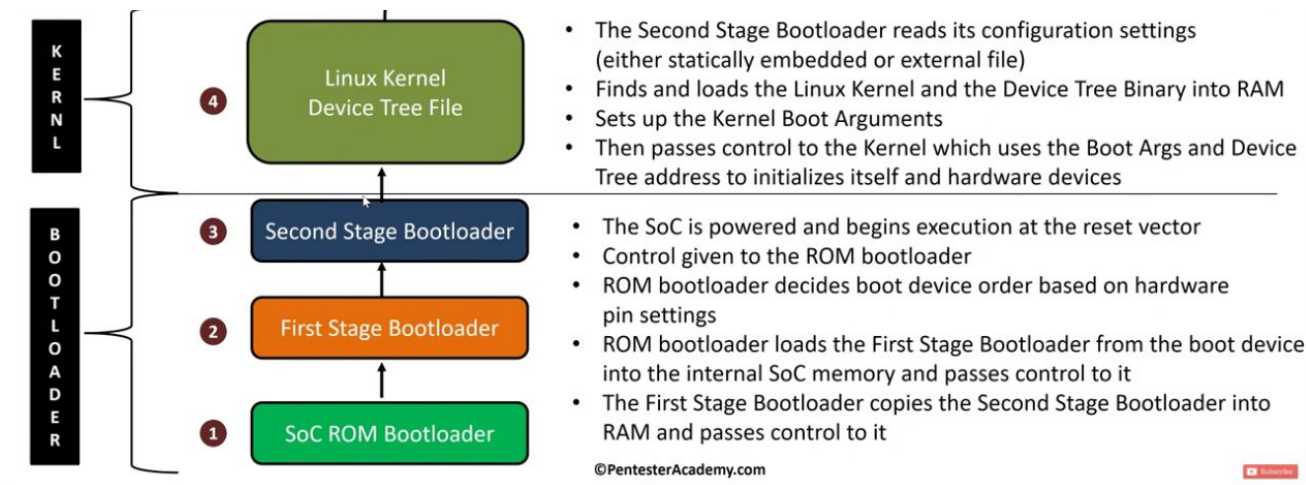 KERNL
4
Linux Kernel
Device Tree File
• The Second Stage Bootloader reads its configuration settings
(either statically embedded or external file)
• Finds and loads the Linux Kernel and the Device Tree Binary into RAM
• Sets up the Kernel Boot Arguments
• Then passes control to the Kernel which uses the Boot Args and Device
Tree address to initializes itself and hardware devices
BOOTLOADER
3
Second Stage Bootloader
2
First Stage Bootloader
1
SoC ROM Bootloader
• The SoC is powered and begins execution at the reset vector
• Control given to the ROM bootloader
• ROM bootloader decides boot device order based on hardware
pin settings
• ROM bootloader loads the First Stage Bootloader from the boot device
into the internal SoC memory and passes control to it
• The First Stage Bootloader copies the Second Stage Bootloader into
RAM and passes control to it
©PentesterAcademy.com
Subscribe